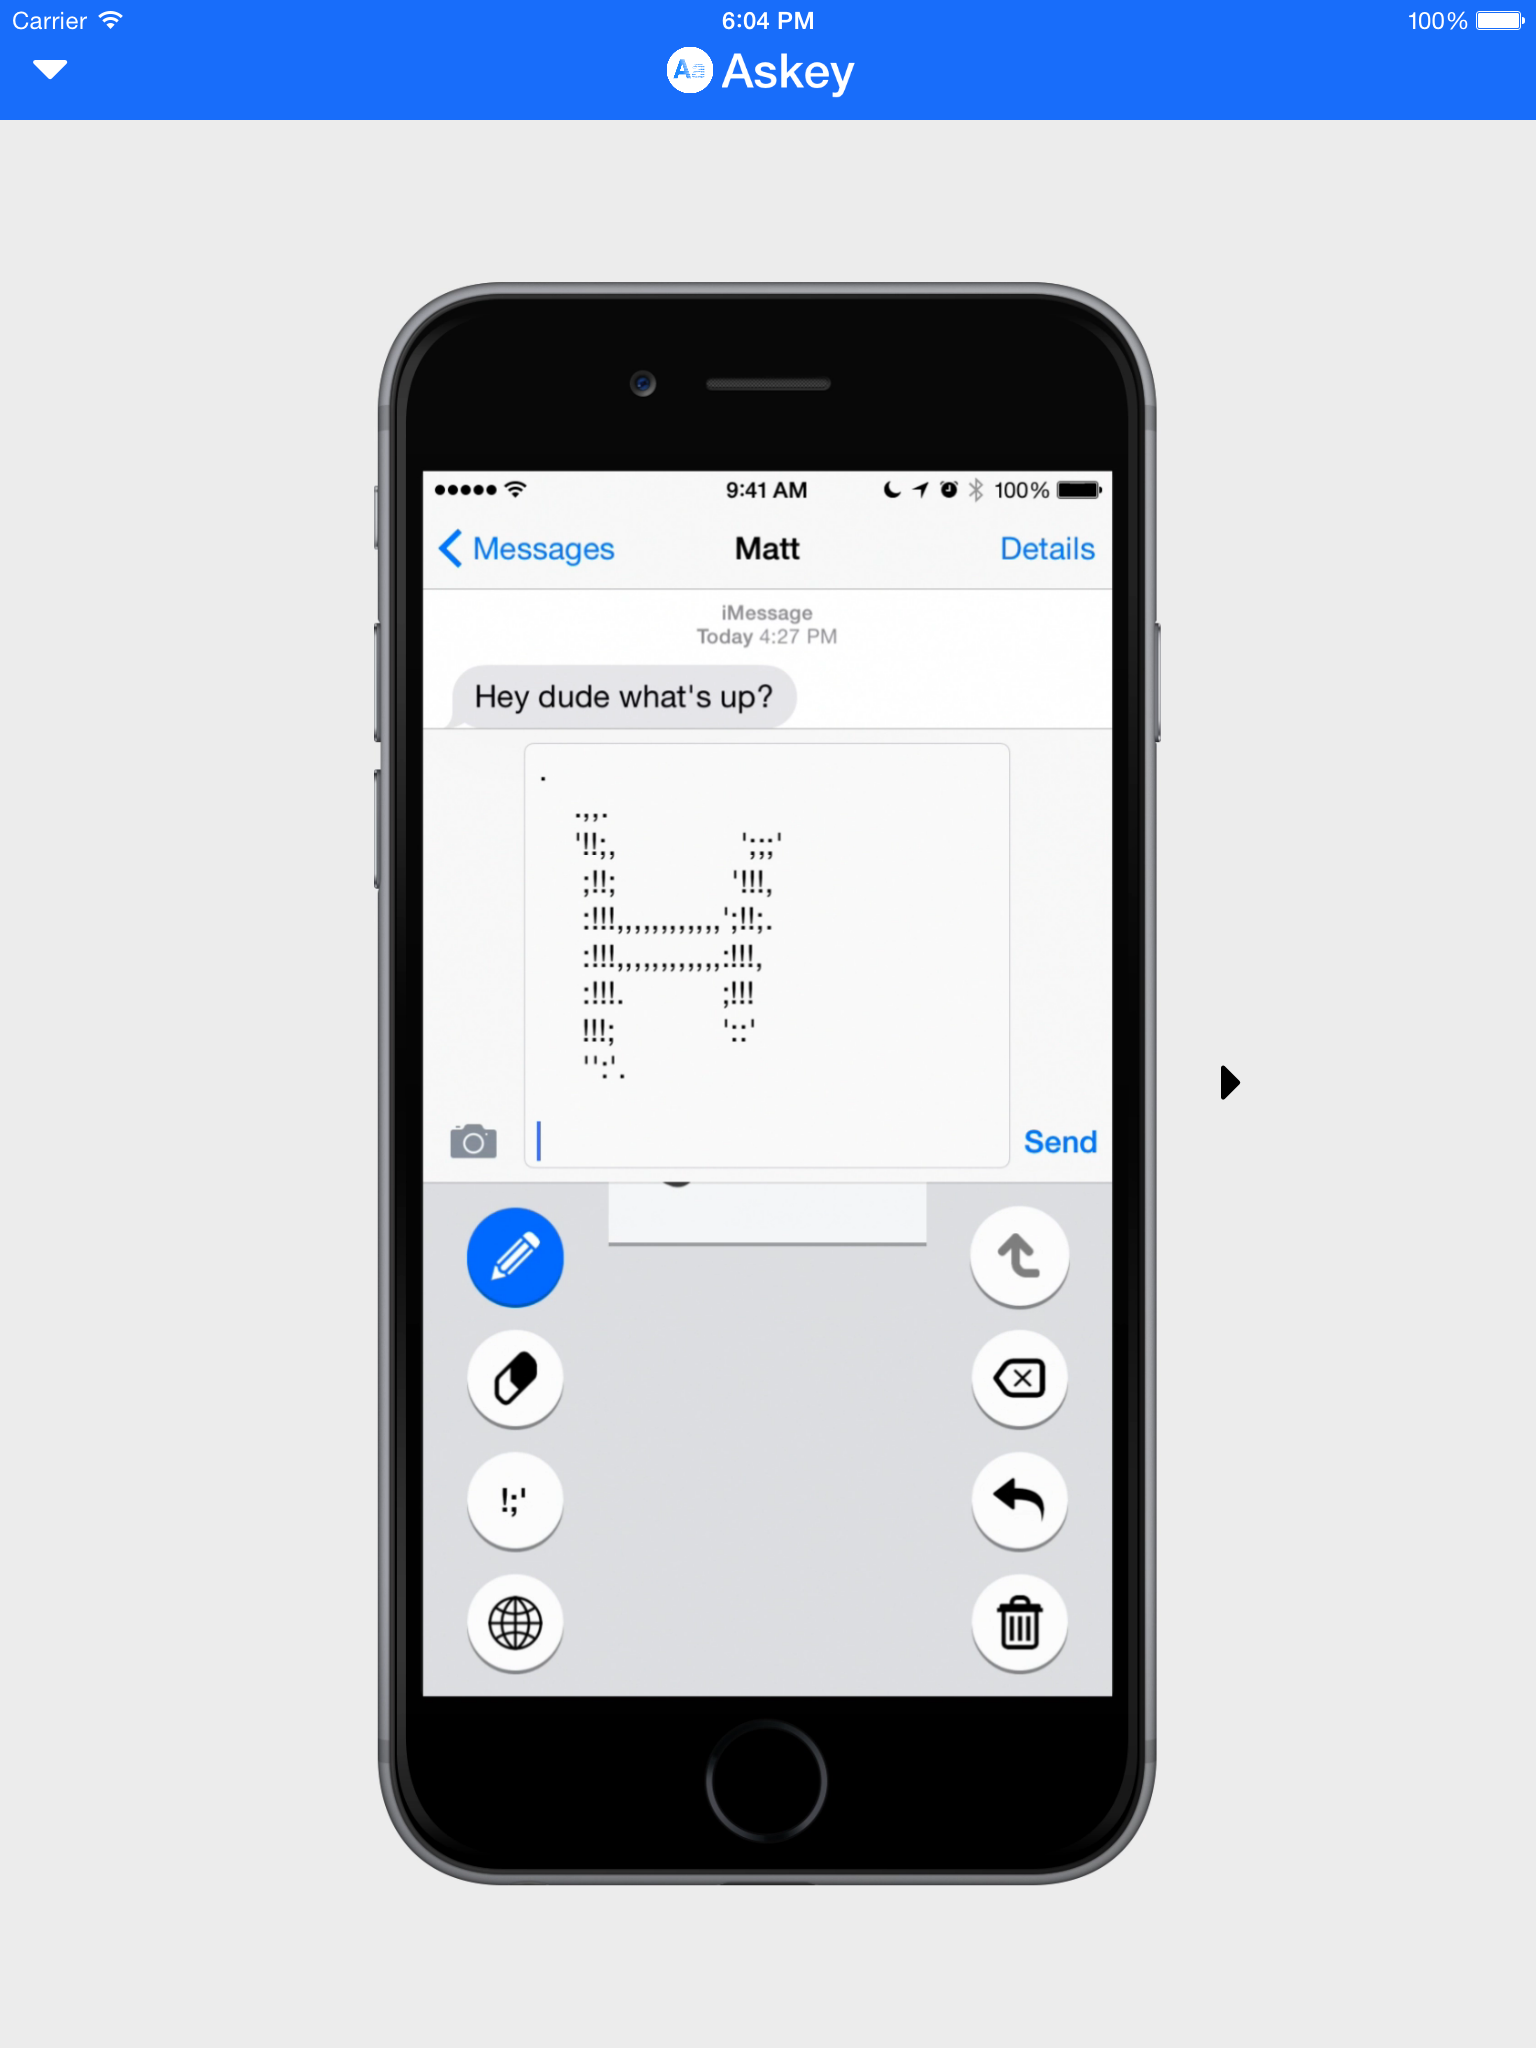 Carrier 6:04 PM 100%
Aa Askey
9:41 AM 100%
Messages Matt Details
iMessage
Today 4:27 PM
Hey dude what's up?
.
.,,.
'!!;, ';;;'
;!!; '!!!,
:!!!,,,,,,,,,,,,';!!;.
:!!!,,,,,,,,,,,,:!!!,
:!!!. ;!!!
!!!; '::'
'':'.
Send
!;'